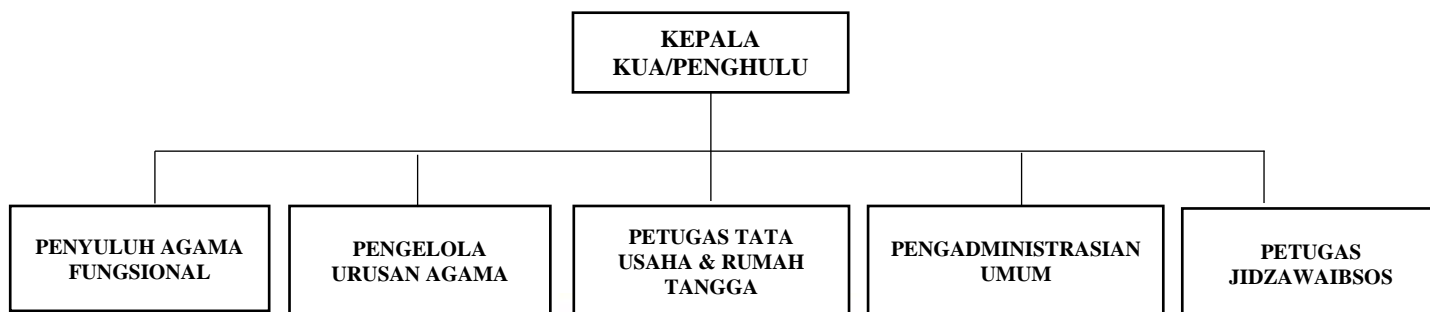 KEPALA
KUA/PENGHULU
PENYULUH AGAMA
FUNGSIONAL
PENGELOLA
URUSAN AGAMA
PETUGAS TATA
USAHA & RUMAH
TANGGA
PENGADMINISTRASIAN
UMUM
PETUGAS
JIDZAWAIBSOS